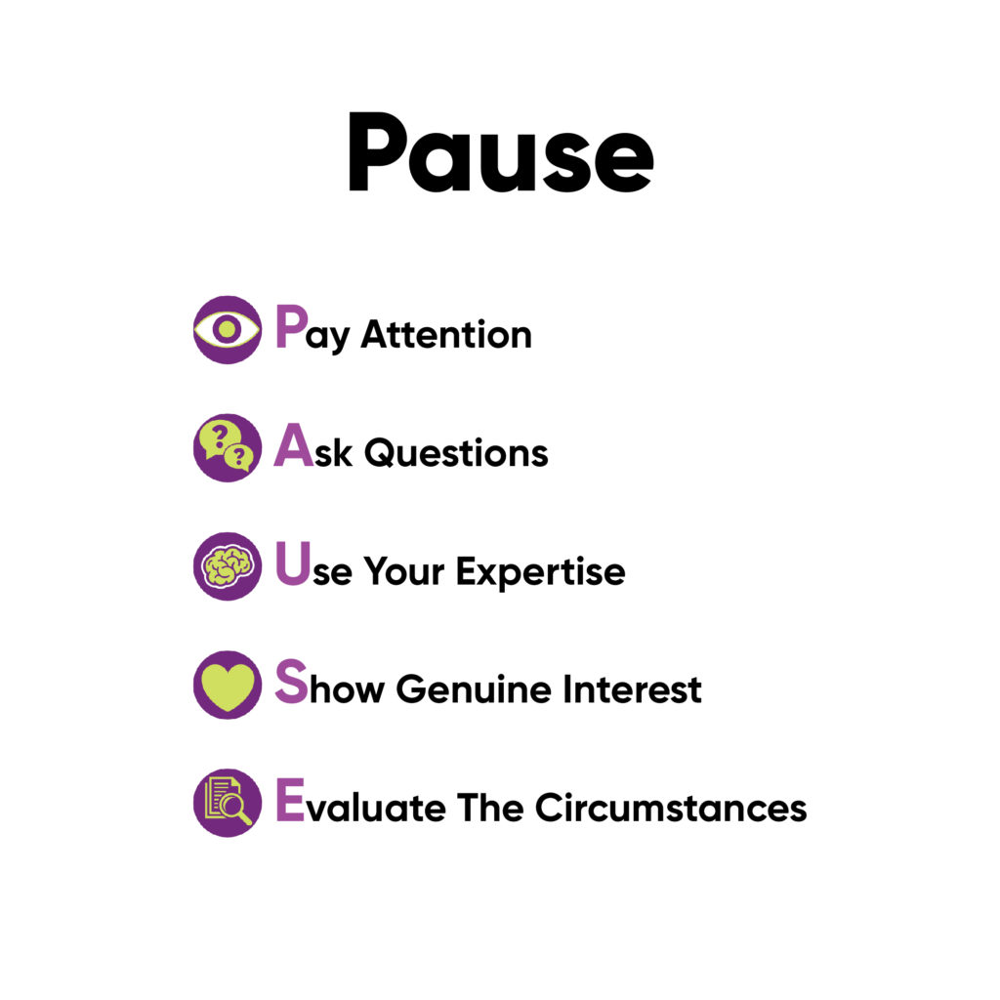 Pause
Pay Attention
??
Ask Questions
Use Your Expertise
Show Genuine Interest
Evaluate The Circumstances